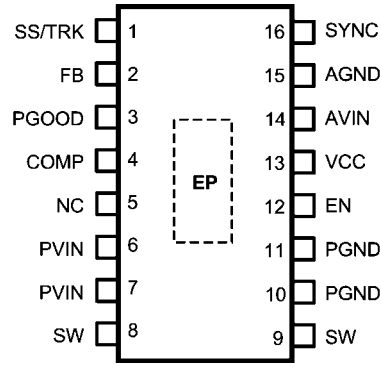 SS/TRK 1 16 SYNC
FB 2 15 AGND
PGOOD 3 14 AVIN
COMP 4 13 VCC
EP
NC 5 12 EN
PVIN 6 11 PGND
PVIN 7 10 PGND
SW 8 9 SW